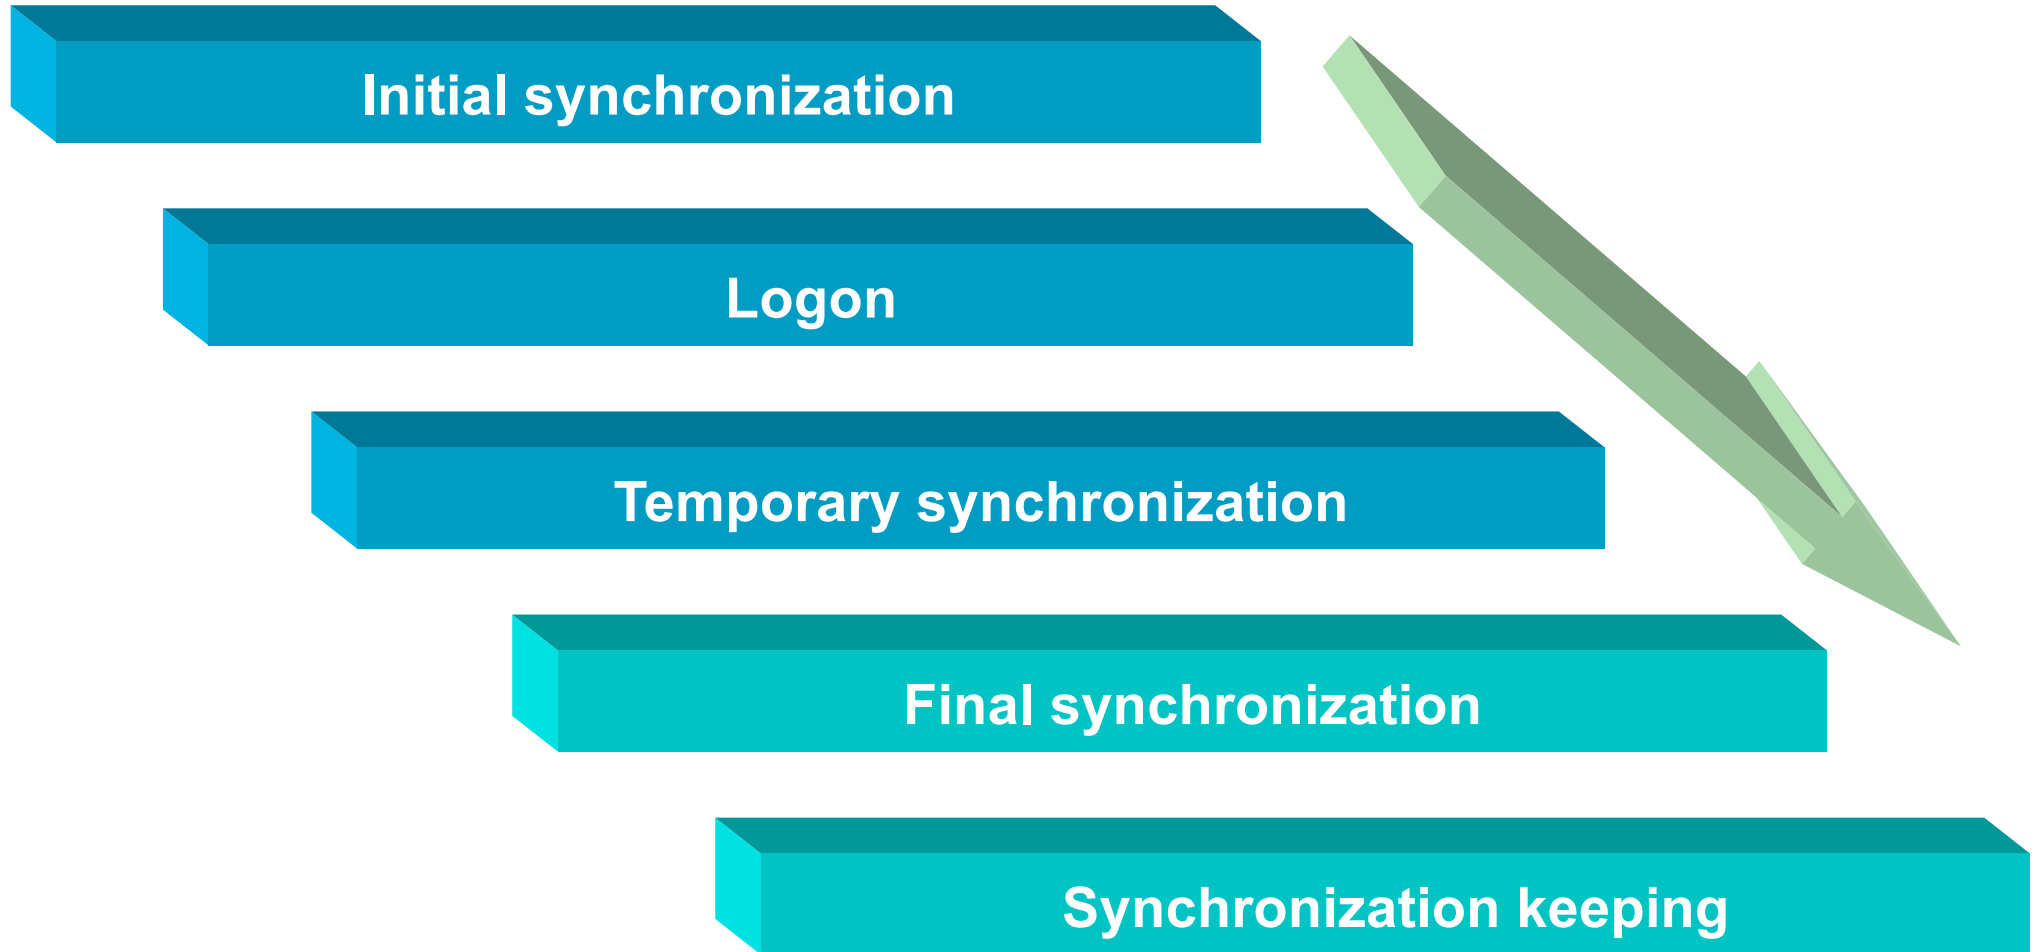 Initial synchronization
Logon
Temporary synchronization
Final synchronization
Synchronization keeping